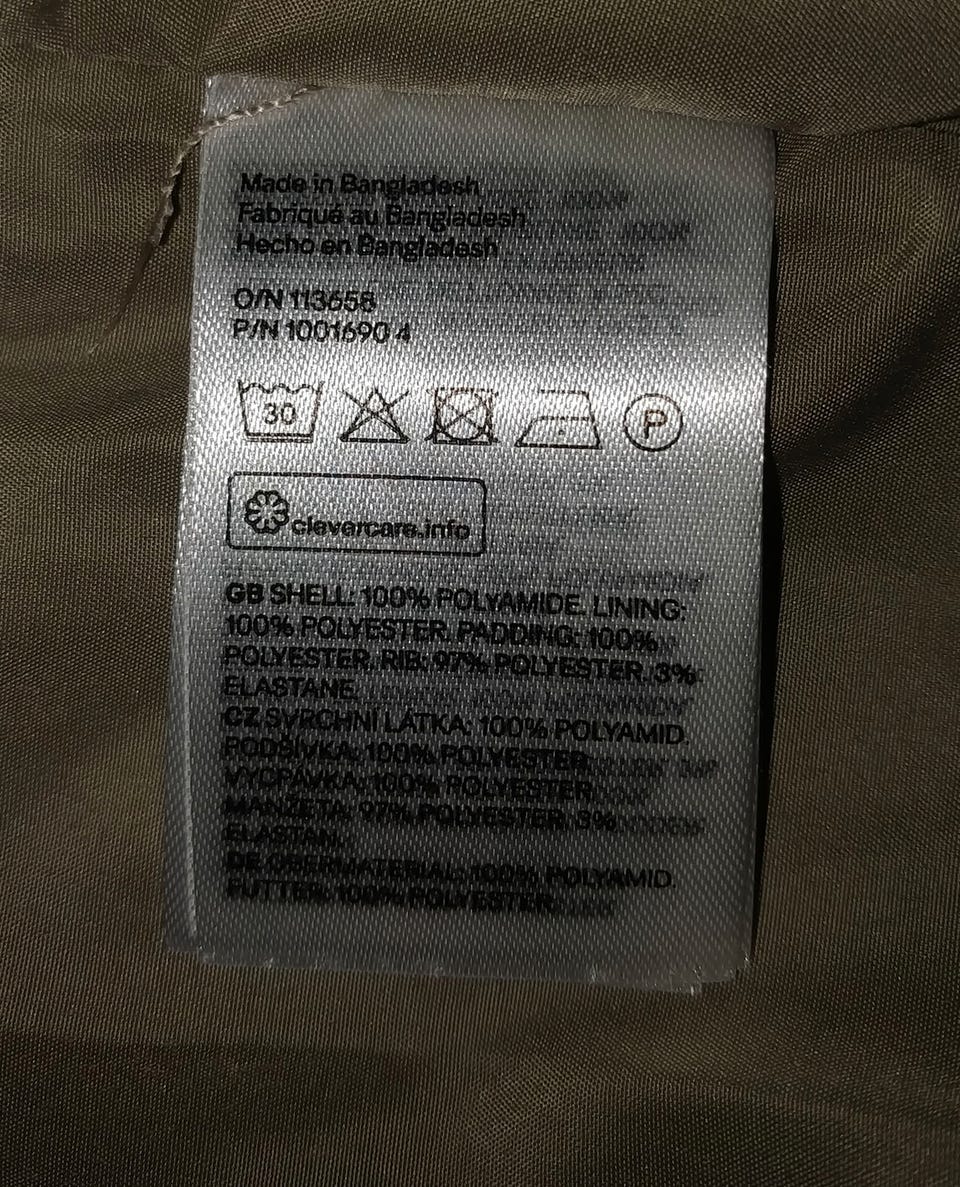 Made in Bangladesh
Fabriqué au Bangladesh
Hecho en Bangladesh
O/N 113658
P/N 1001690 4
30
P
clevercare.info
GB SHELL: 100% POLYAMIDE. LINING:
100% POLYESTER. PADDING: 100%
POLYESTER. RIB: 97% POLYESTER. 3%
ELASTANE.
CZ SVRCHNÍ LÁTKA: 100% POLYAMID.
PODŠÍVKA: 100% POLYESTER.
VYCPÁVKA: 100% POLYESTER.
MANŽETA: 97% POLYESTER. 3%
ELASTAN.
DE OBERMATERIAL: 100% POLYAMID.
FUTTER: 100% POLYESTER.